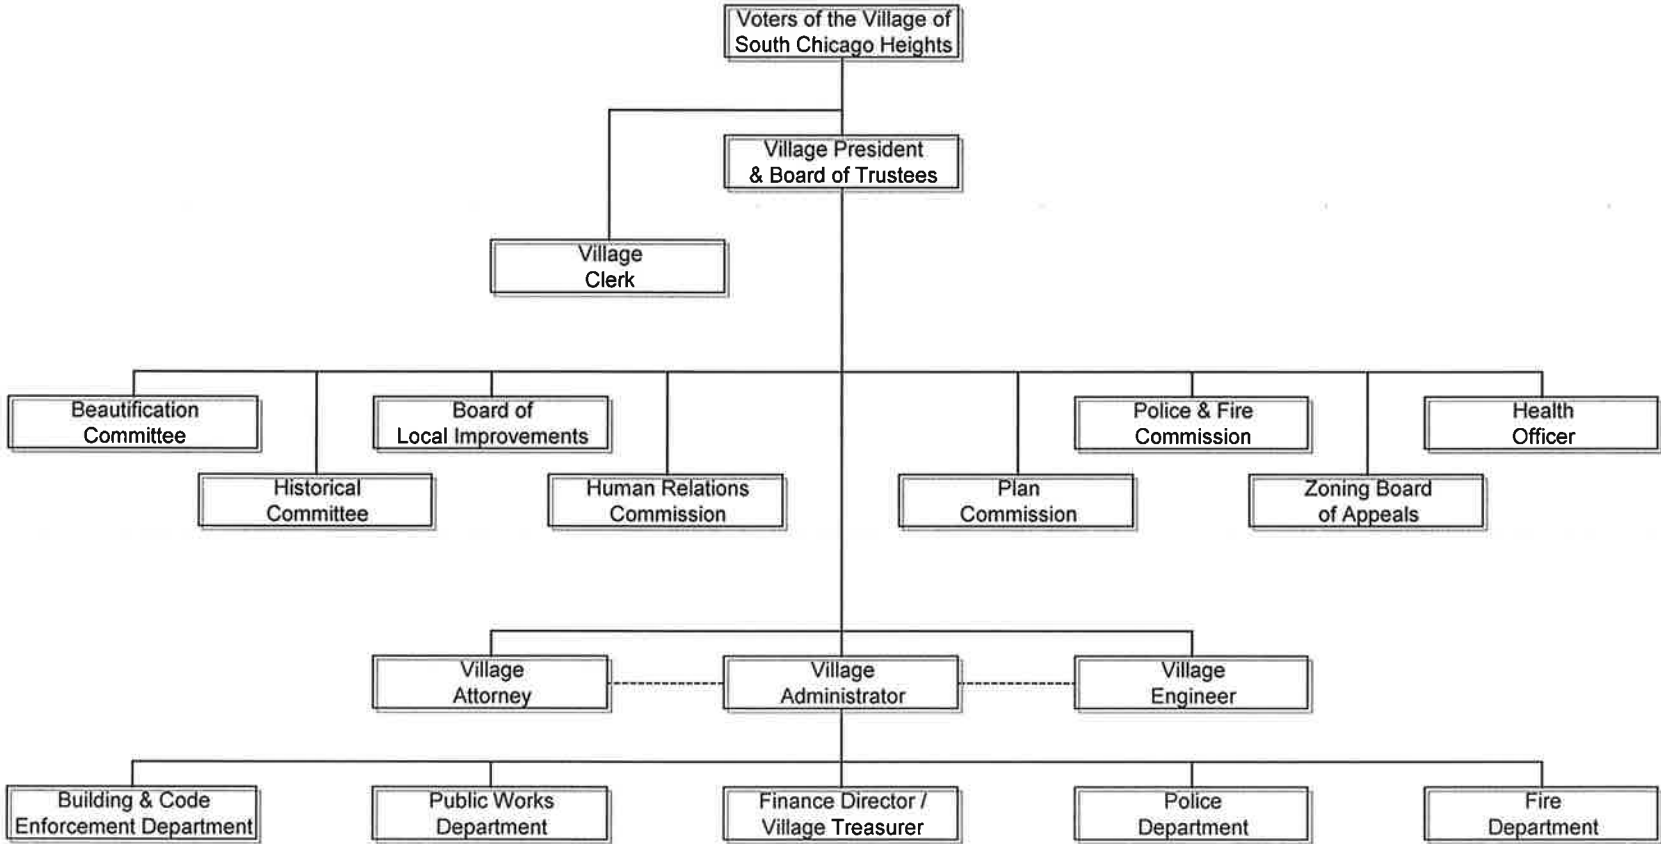 Voters of the Village of
South Chicago Heights
Village President
& Board of Trustees
Village
Clerk
Beautification
Committee
Board of
Local Improvements
Police & Fire
Commission
Health
Officer
Historical
Committee
Human Relations
Commission
Plan
Commission
Zoning Board
of Appeals
Village
Attorney
Village
Administrator
Village
Engineer
Building & Code
Enforcement Department
Public Works
Department
Finance Director /
Village Treasurer
Police
Department
Fire
Department